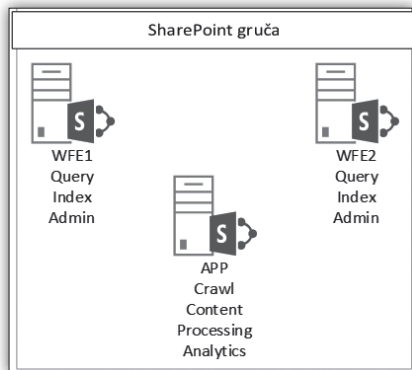 SharePoint gruča
S
WFE1
Query
Index
Admin
S
WFE2
Query
Index
Admin
S
APP
Crawl
Content
Processing
Analytics